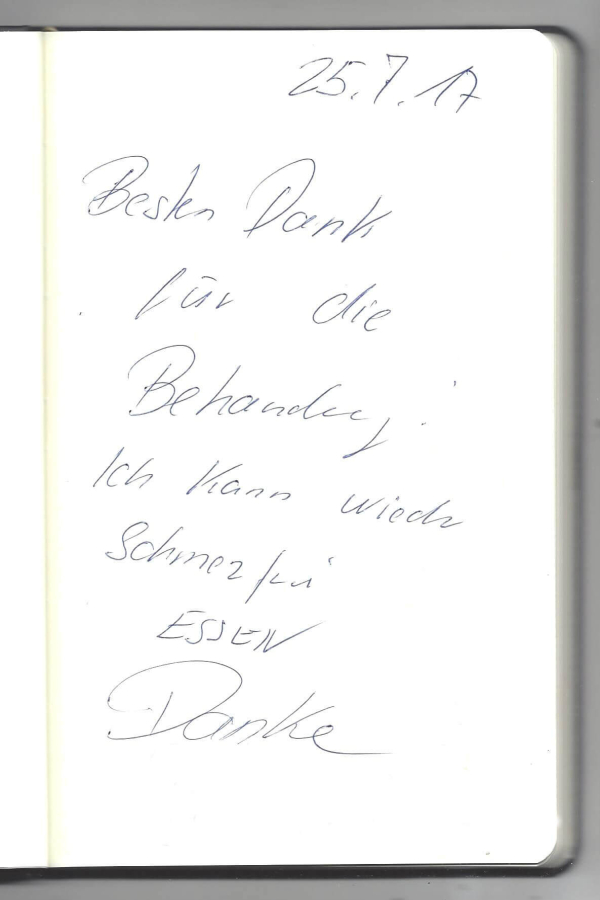 25.7.17
Besten Dank
für die
Behandlung!
Ich kann wieder
Schmerzfrei
ESSEN
Danke